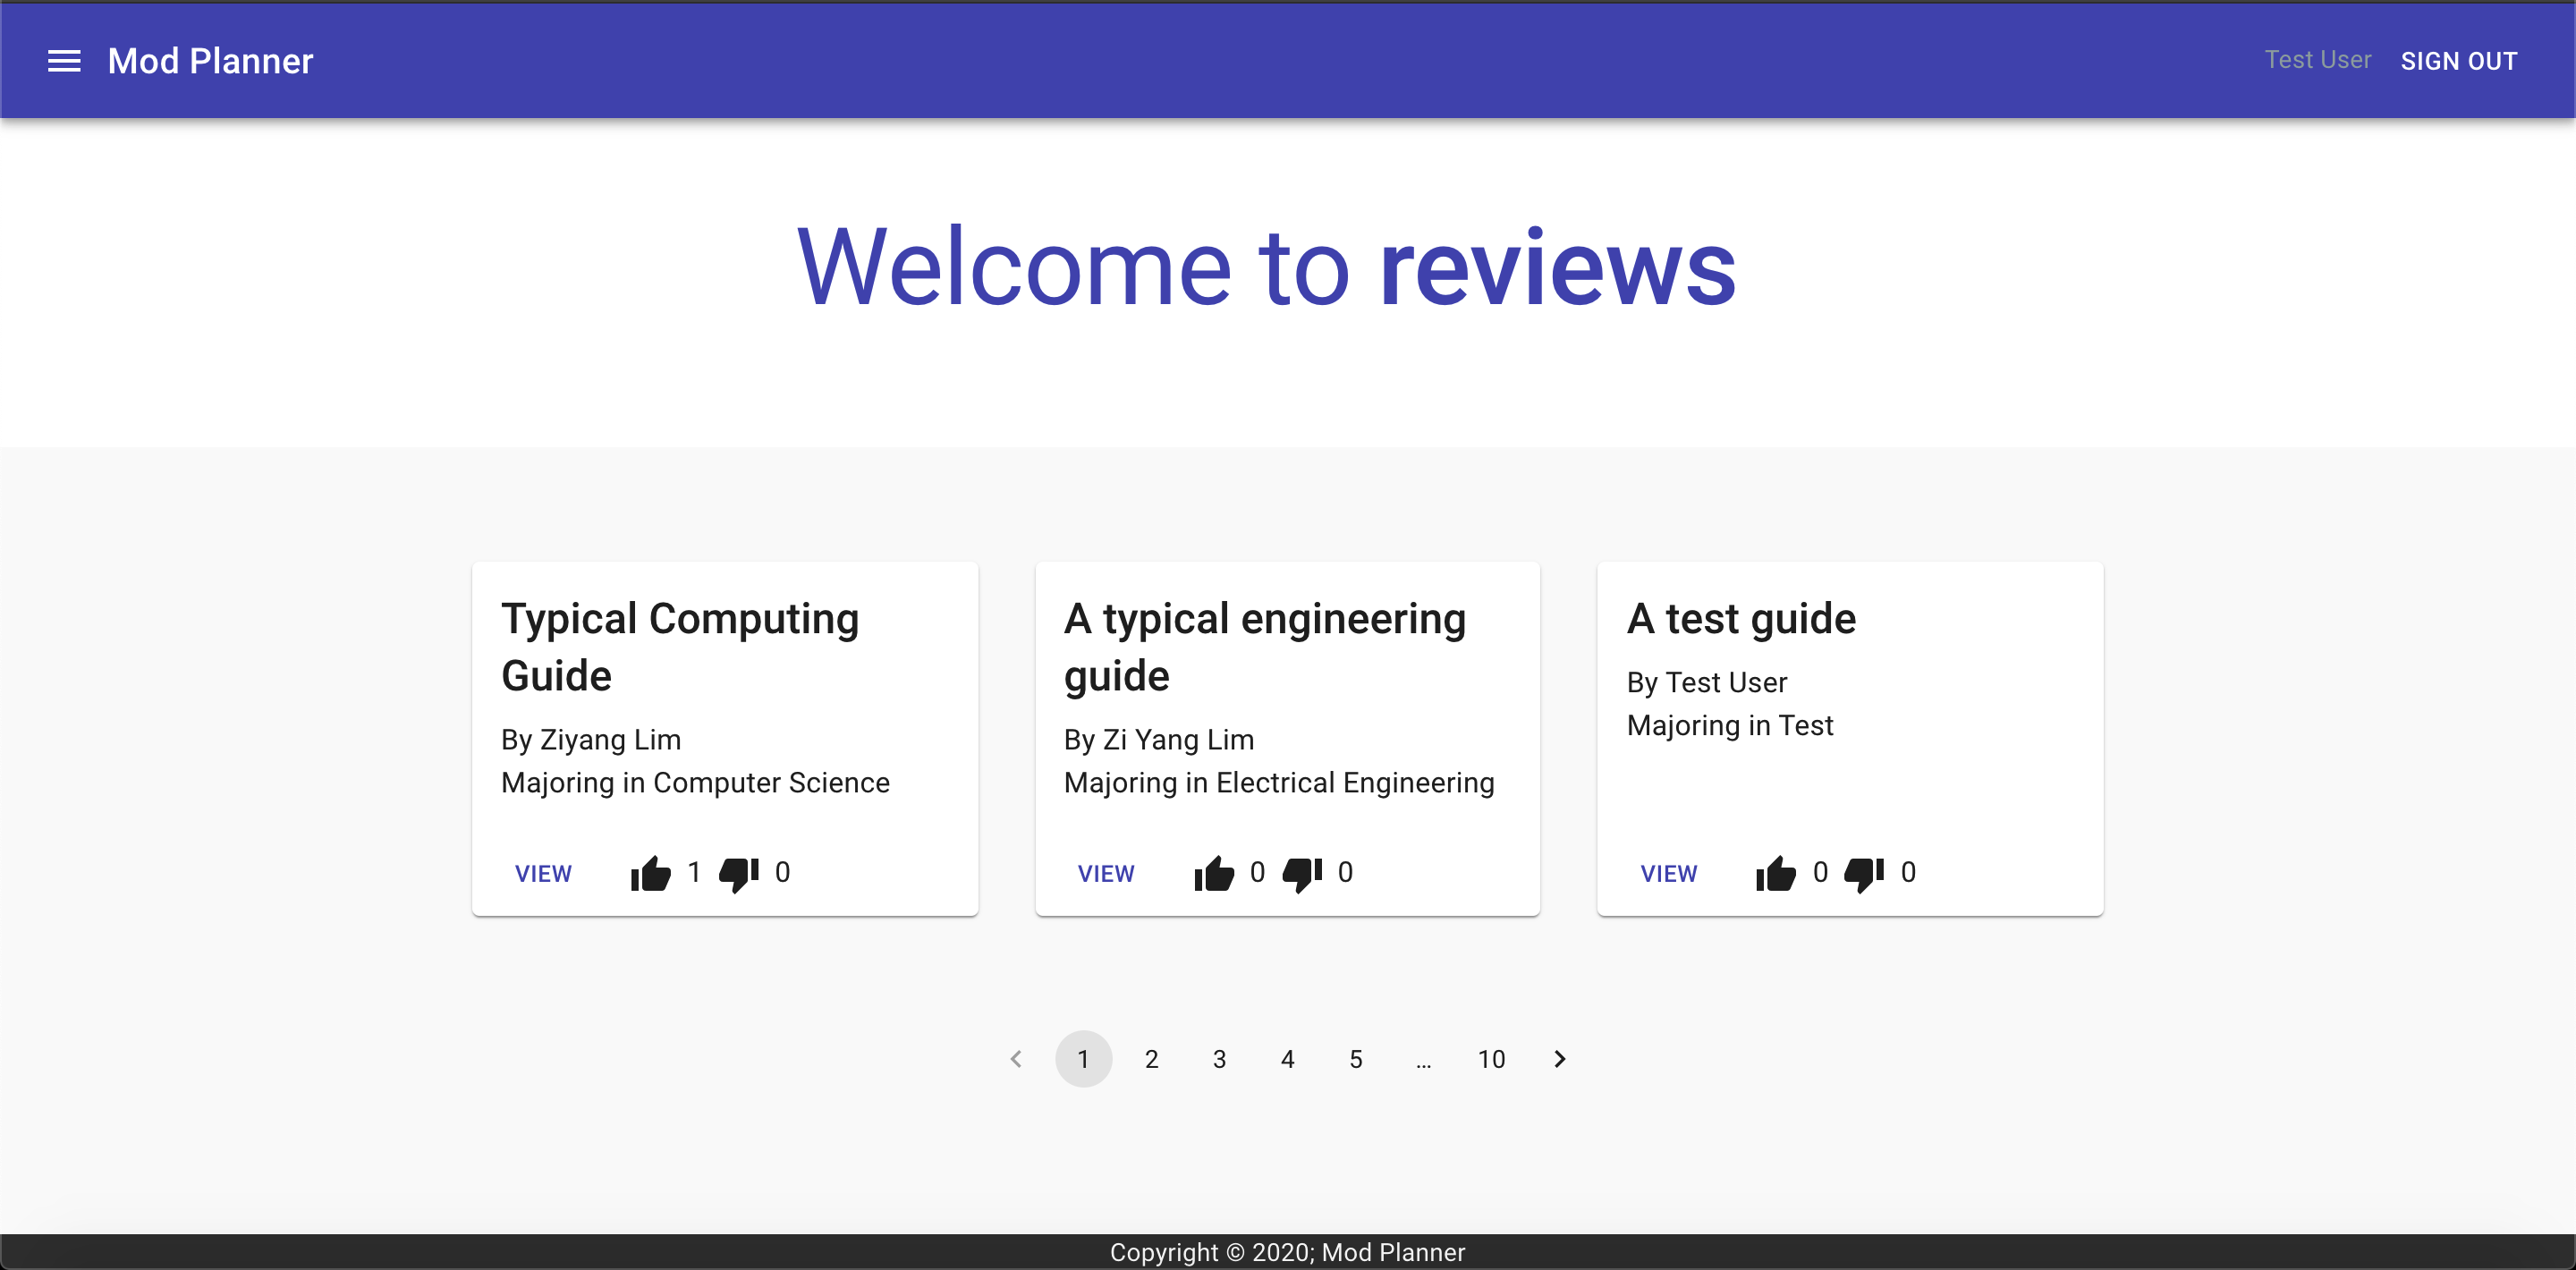 Mod Planner
Test User SIGN OUT
Welcome to reviews
Typical Computing
Guide
By Ziyang Lim
Majoring in Computer Science
VIEW 1 0
A typical engineering
guide
By Zi Yang Lim
Majoring in Electrical Engineering
VIEW 0 0
A test guide
By Test User
Majoring in Test
VIEW 0 0
1 2 3 4 5 … 10
Copyright © 2020; Mod Planner